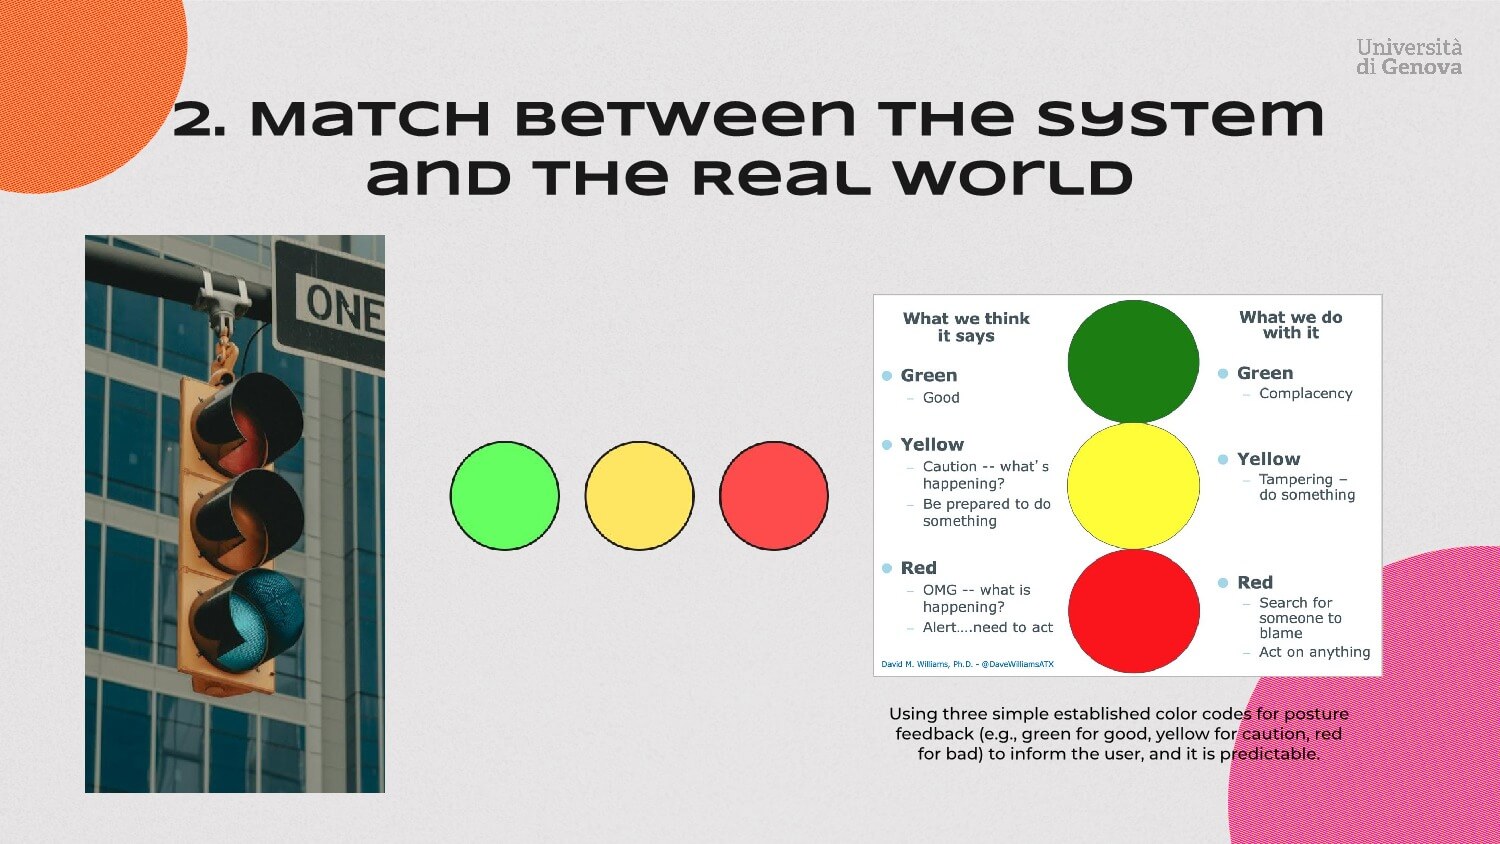 Università
di Genova
2. Match Between the System
and the Real World
ONE
What we think
it says
Green
– Good
Yellow
– Caution -- what's
happening?
– Be prepared to do
something
Red
– OMG -- what is
happening?
– Alert....need to act
David M. Williams, Ph.D. - @DaveWilliamsATX
What we do
with it
Green
– Complacency
Yellow
– Tampering –
do something
Red
– Search for
someone to
blame
– Act on anything
Using three simple established color codes for posture
feedback (e.g., green for good, yellow for caution, red
for bad) to inform the user, and it is predictable.